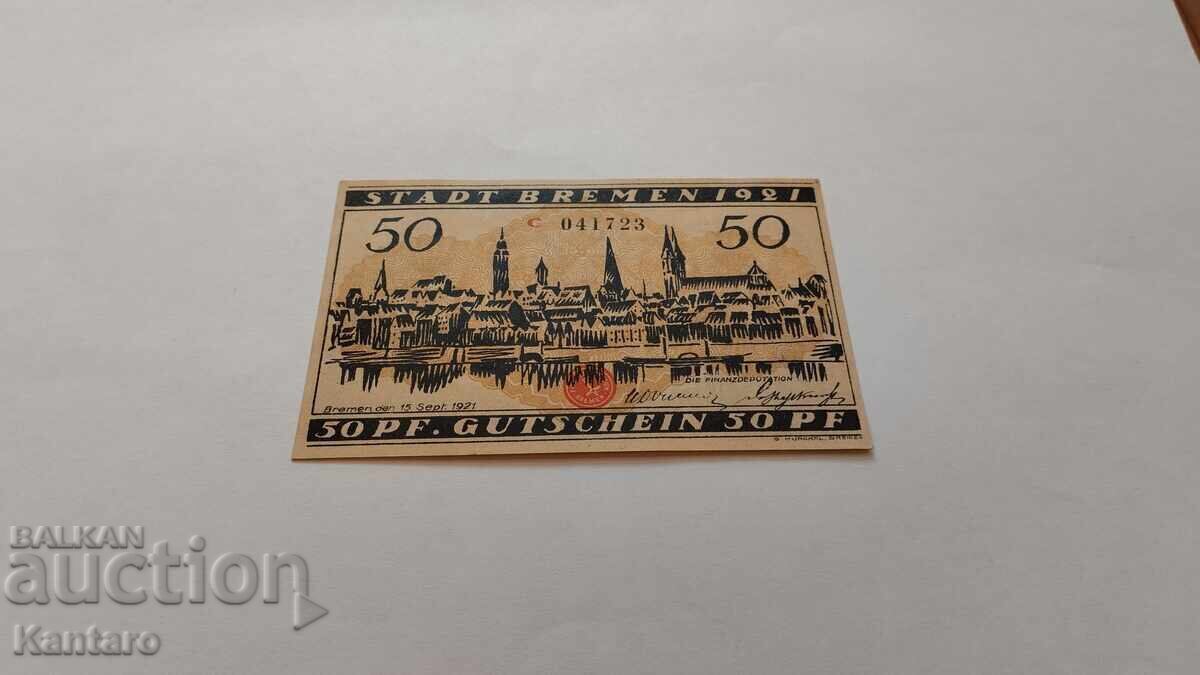 STADT BREMEN 1921
50 C 041723 50
DIE FINANZDEPUTATION
Bremen den 15 Sept. 1921
50 PF. GUTSCHEIN 50 PF
BALKAN
auction
Kantaro